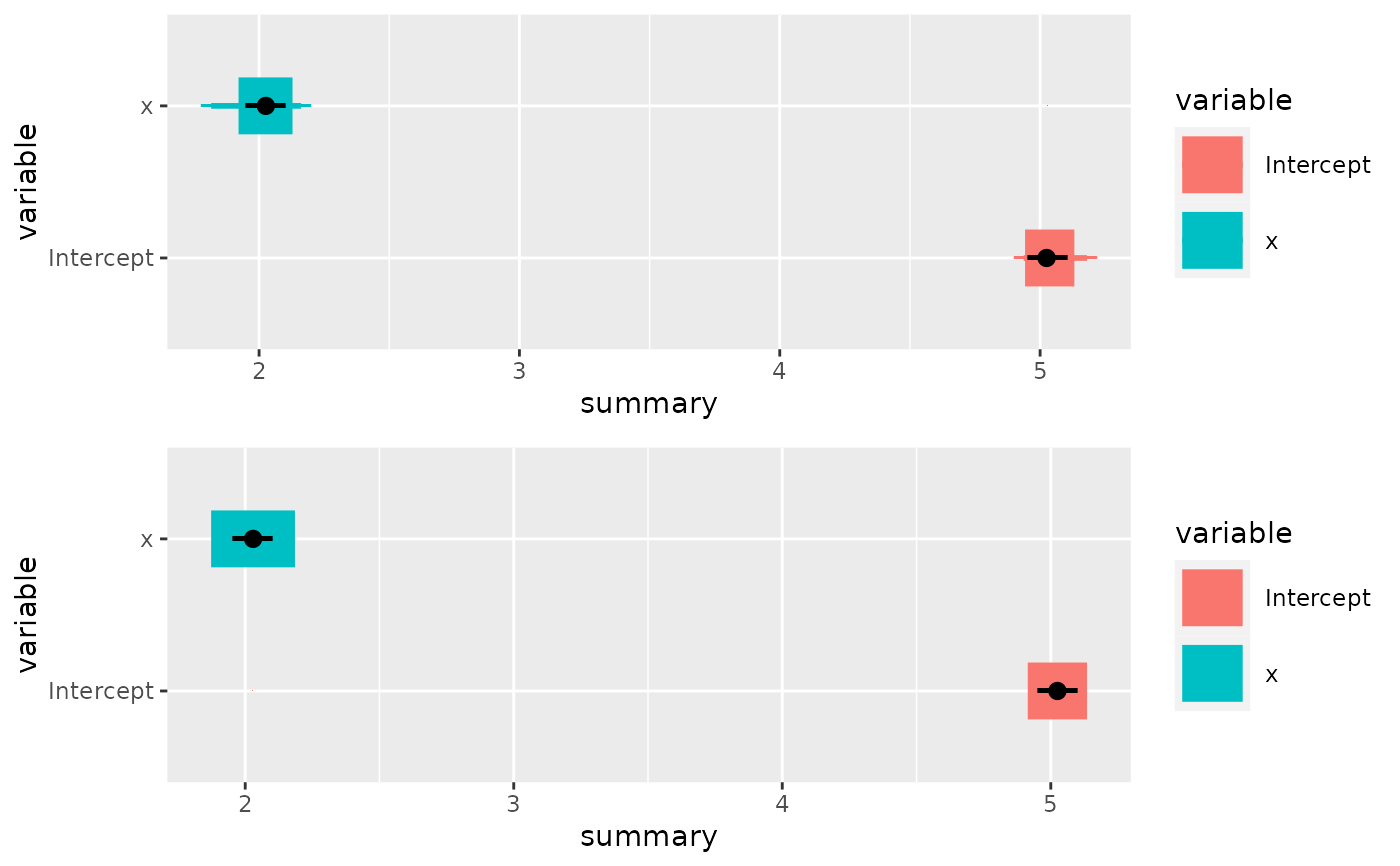 x
variable
Intercept
2 3 4 5
summary
variable
Intercept
x
x
variable
Intercept
2 3 4 5
summary
variable
Intercept
x